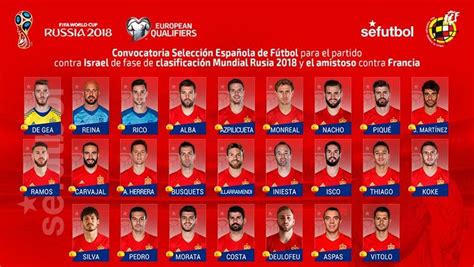 FIFA WORLD CUP
RUSSIA 2018
EUROPEAN
QUALIFIERS
sefutbol
Convocatoria Selección Española de Fútbol para el partido
contra Israel de fase de clasificación Mundial Rusia 2018 y el amistoso contra Francia
DE GEA
REINA
RICO
ALBA
AZPILICUETA
MONREAL
NACHO
PIQUÉ
J. MARTÍNEZ
RAMOS
CARVAJAL
A. HERRERA
BUSQUETS
ILLARRAMENDI
INIESTA
ISCO
THIAGO
KOKE
SILVA
PEDRO
MORATA
COSTA
DEULOFEU
ASPAS
VITOLO
sefutbol